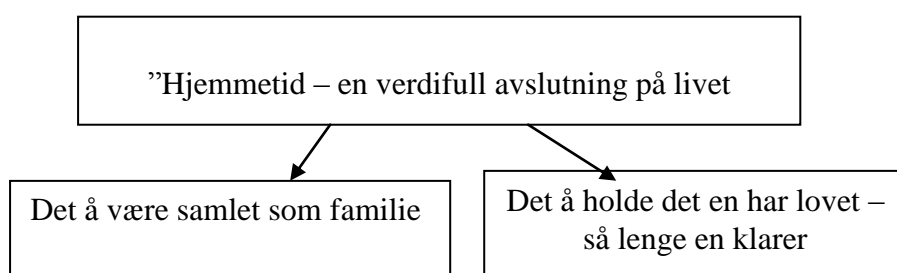 ”Hjemmetid – en verdifull avslutning på livet
Det å være samlet som familie
Det å holde det en har lovet –
så lenge en klarer